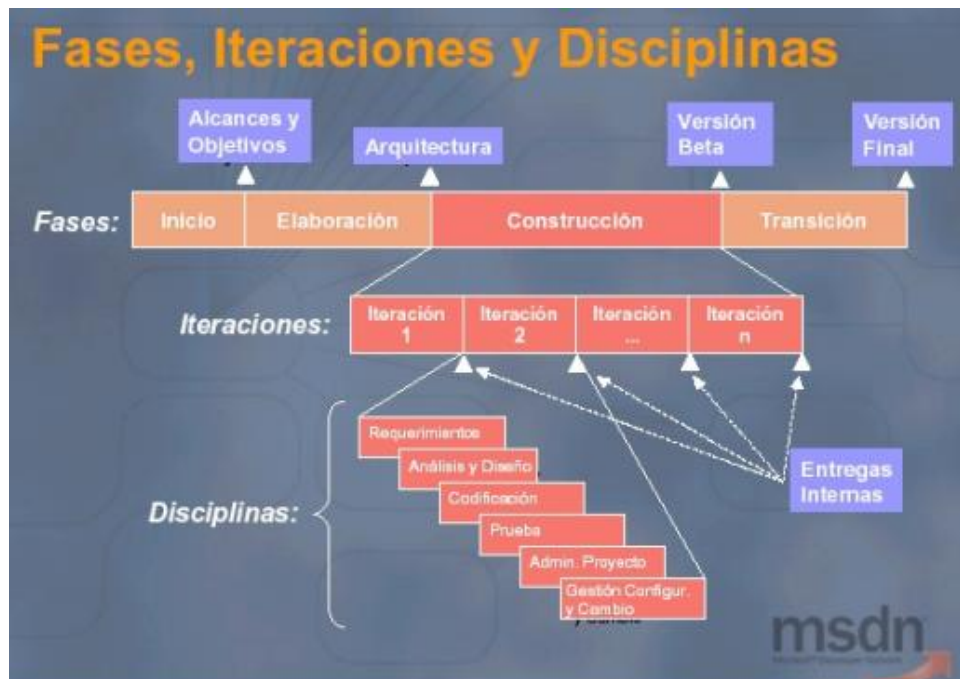 Fases, Iteraciones y Disciplinas
Alcances y
Objetivos
Arquitectura
Versión
Beta
Versión
Final
Fases:
Inicio
Elaboración
Construcción
Transición
Iteraciones:
Iteración
1
Iteración
2
Iteración
...
Iteración
n
Disciplinas:
Requerimientos
Análisis y Diseño
Codificación
Prueba
Admin. Proyecto
Gestión Configur.
y Cambio
Entregas
Internas
msdn